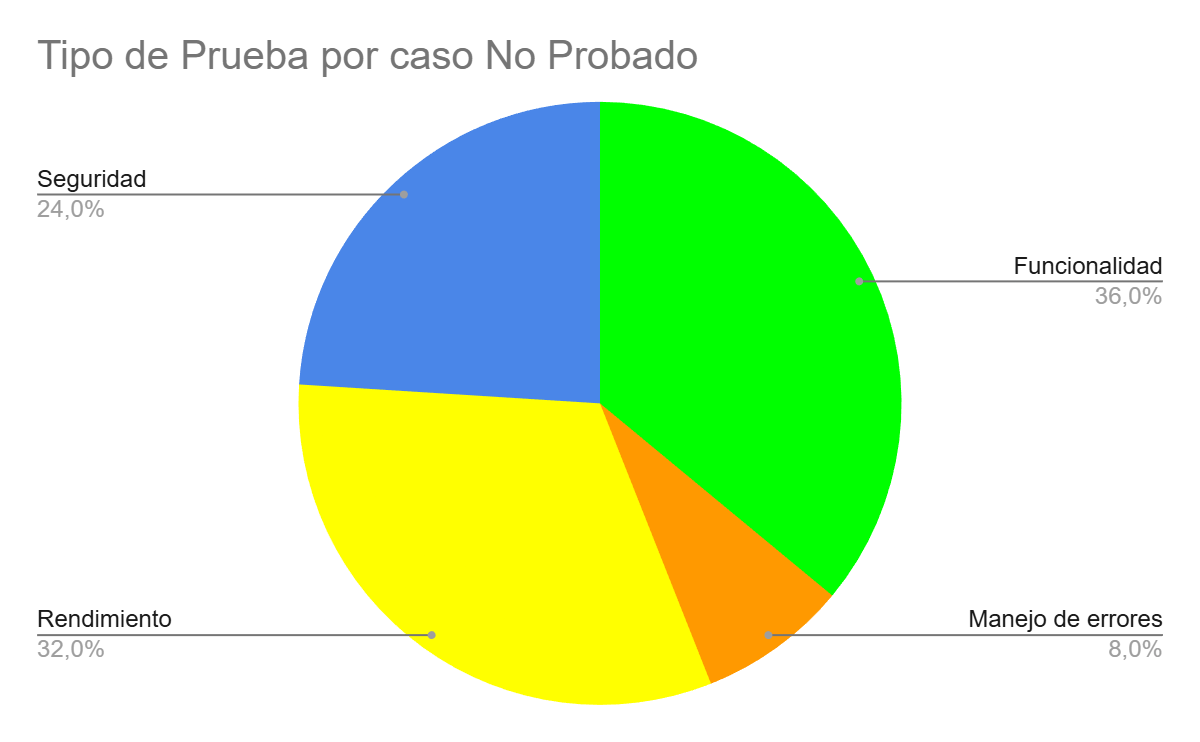 Tipo de Prueba por caso No Probado
Seguridad
24,0%
Funcionalidad
36,0%
Rendimiento
32,0%
Manejo de errores
8,0%